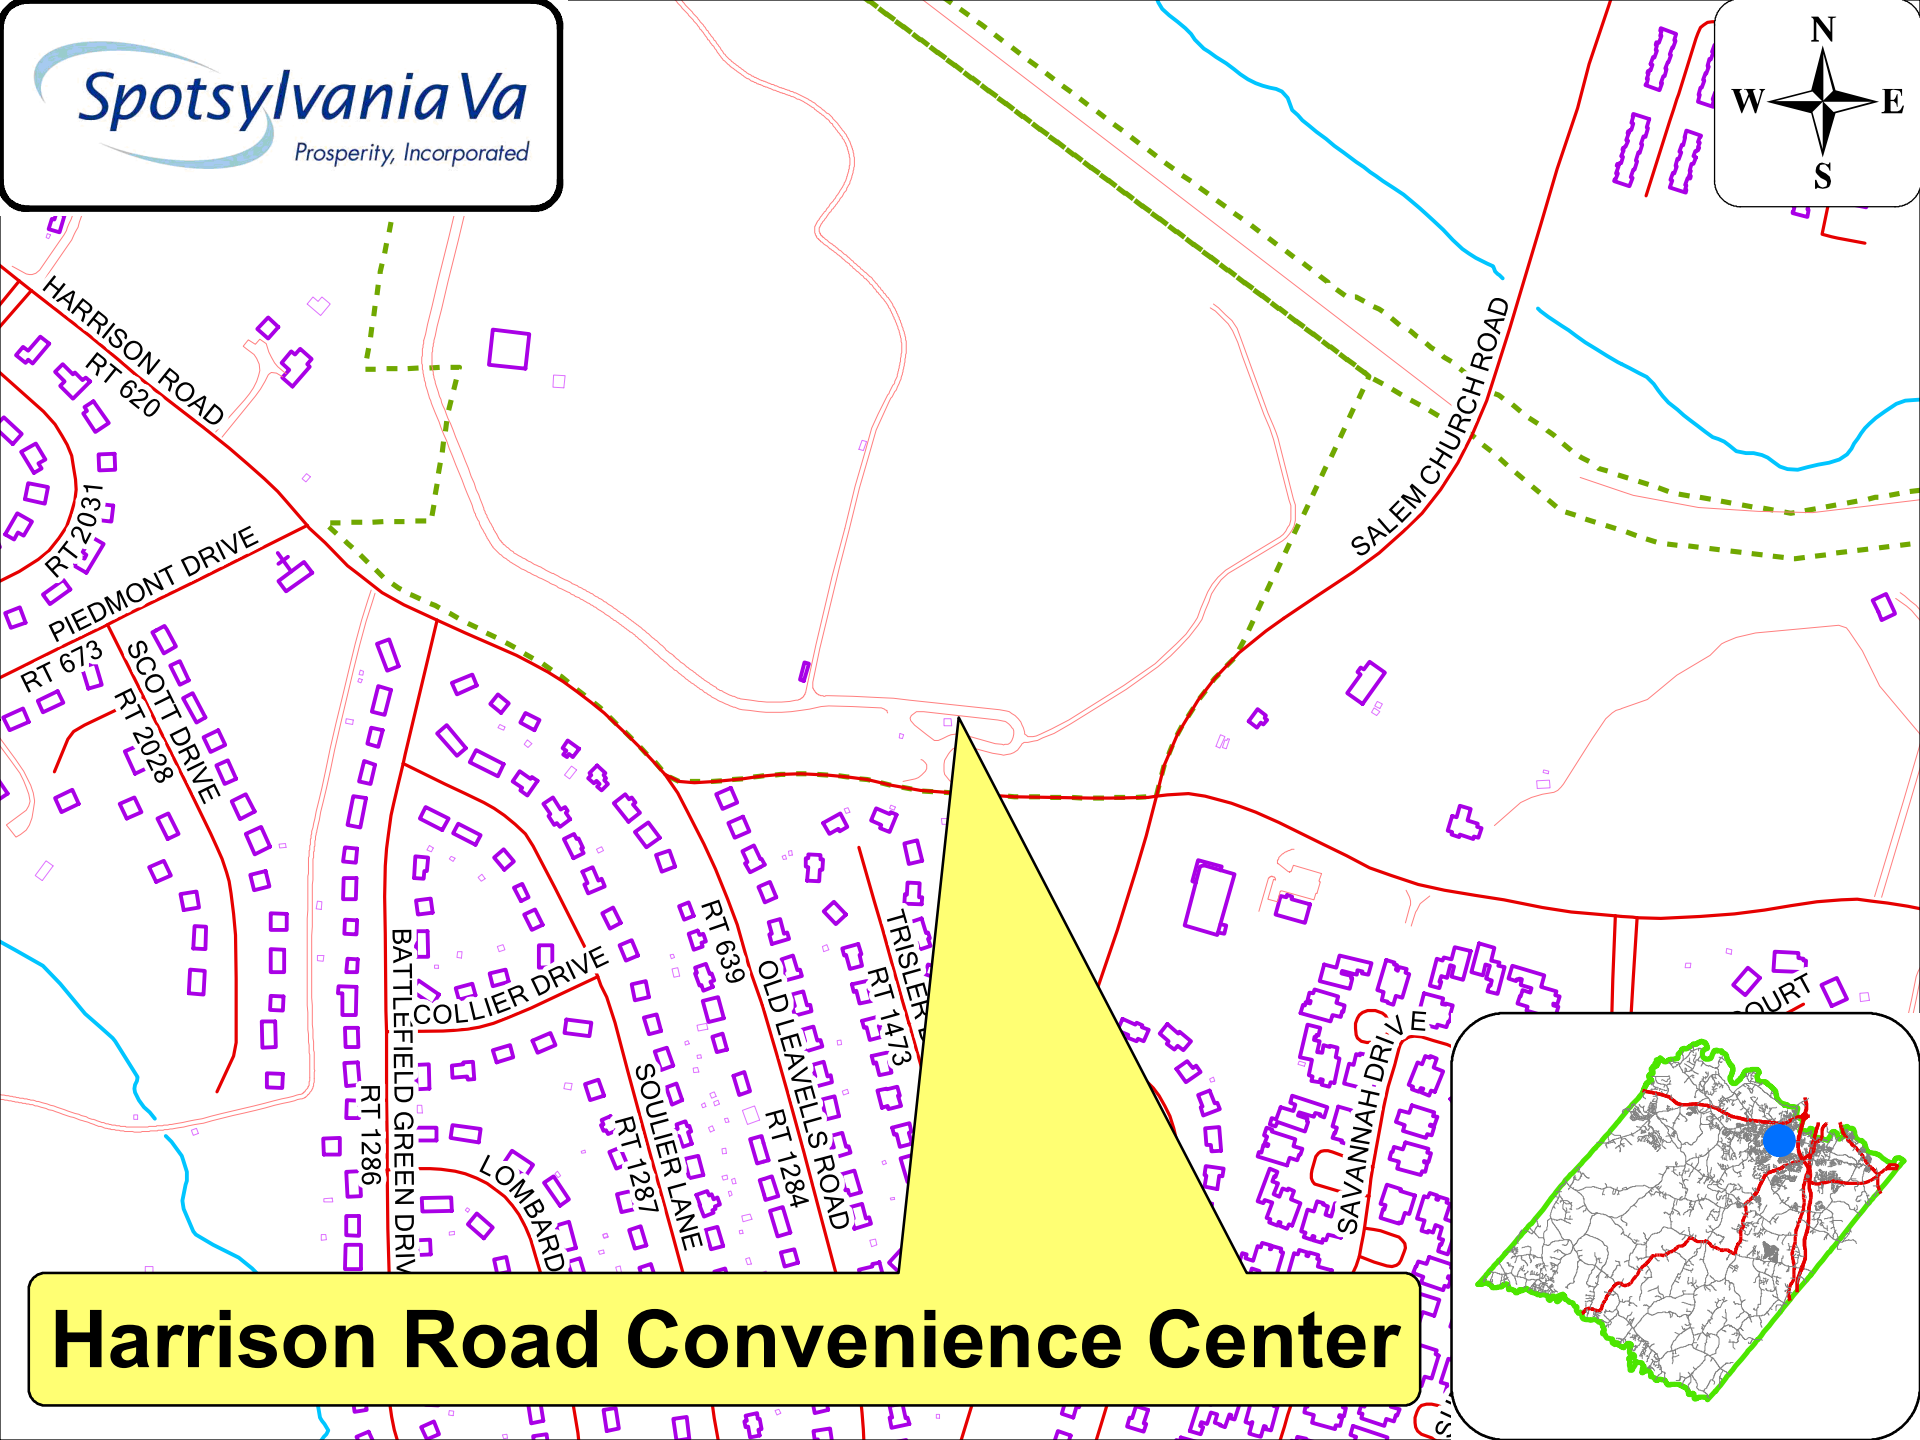 Spotsylvania Va
Prosperity, Incorporated
N
W
E
S
HARRISON ROAD
RT 620
RT 2031
PIEDMONT DRIVE
RT 673
SCOTT DRIVE
RT 2028
SALEM CHURCH ROAD
BATTLEFIELD GREEN DRIV
RT 1286
COLLIER DRIVE
LOMBARD
SOULIER LANE
RT 1287
RT 639
OLD LEAVELLS ROAD
RT 1284
TRISLER
RT 1473
SAVANNAH DRIVE
OURT
Harrison Road Convenience Center